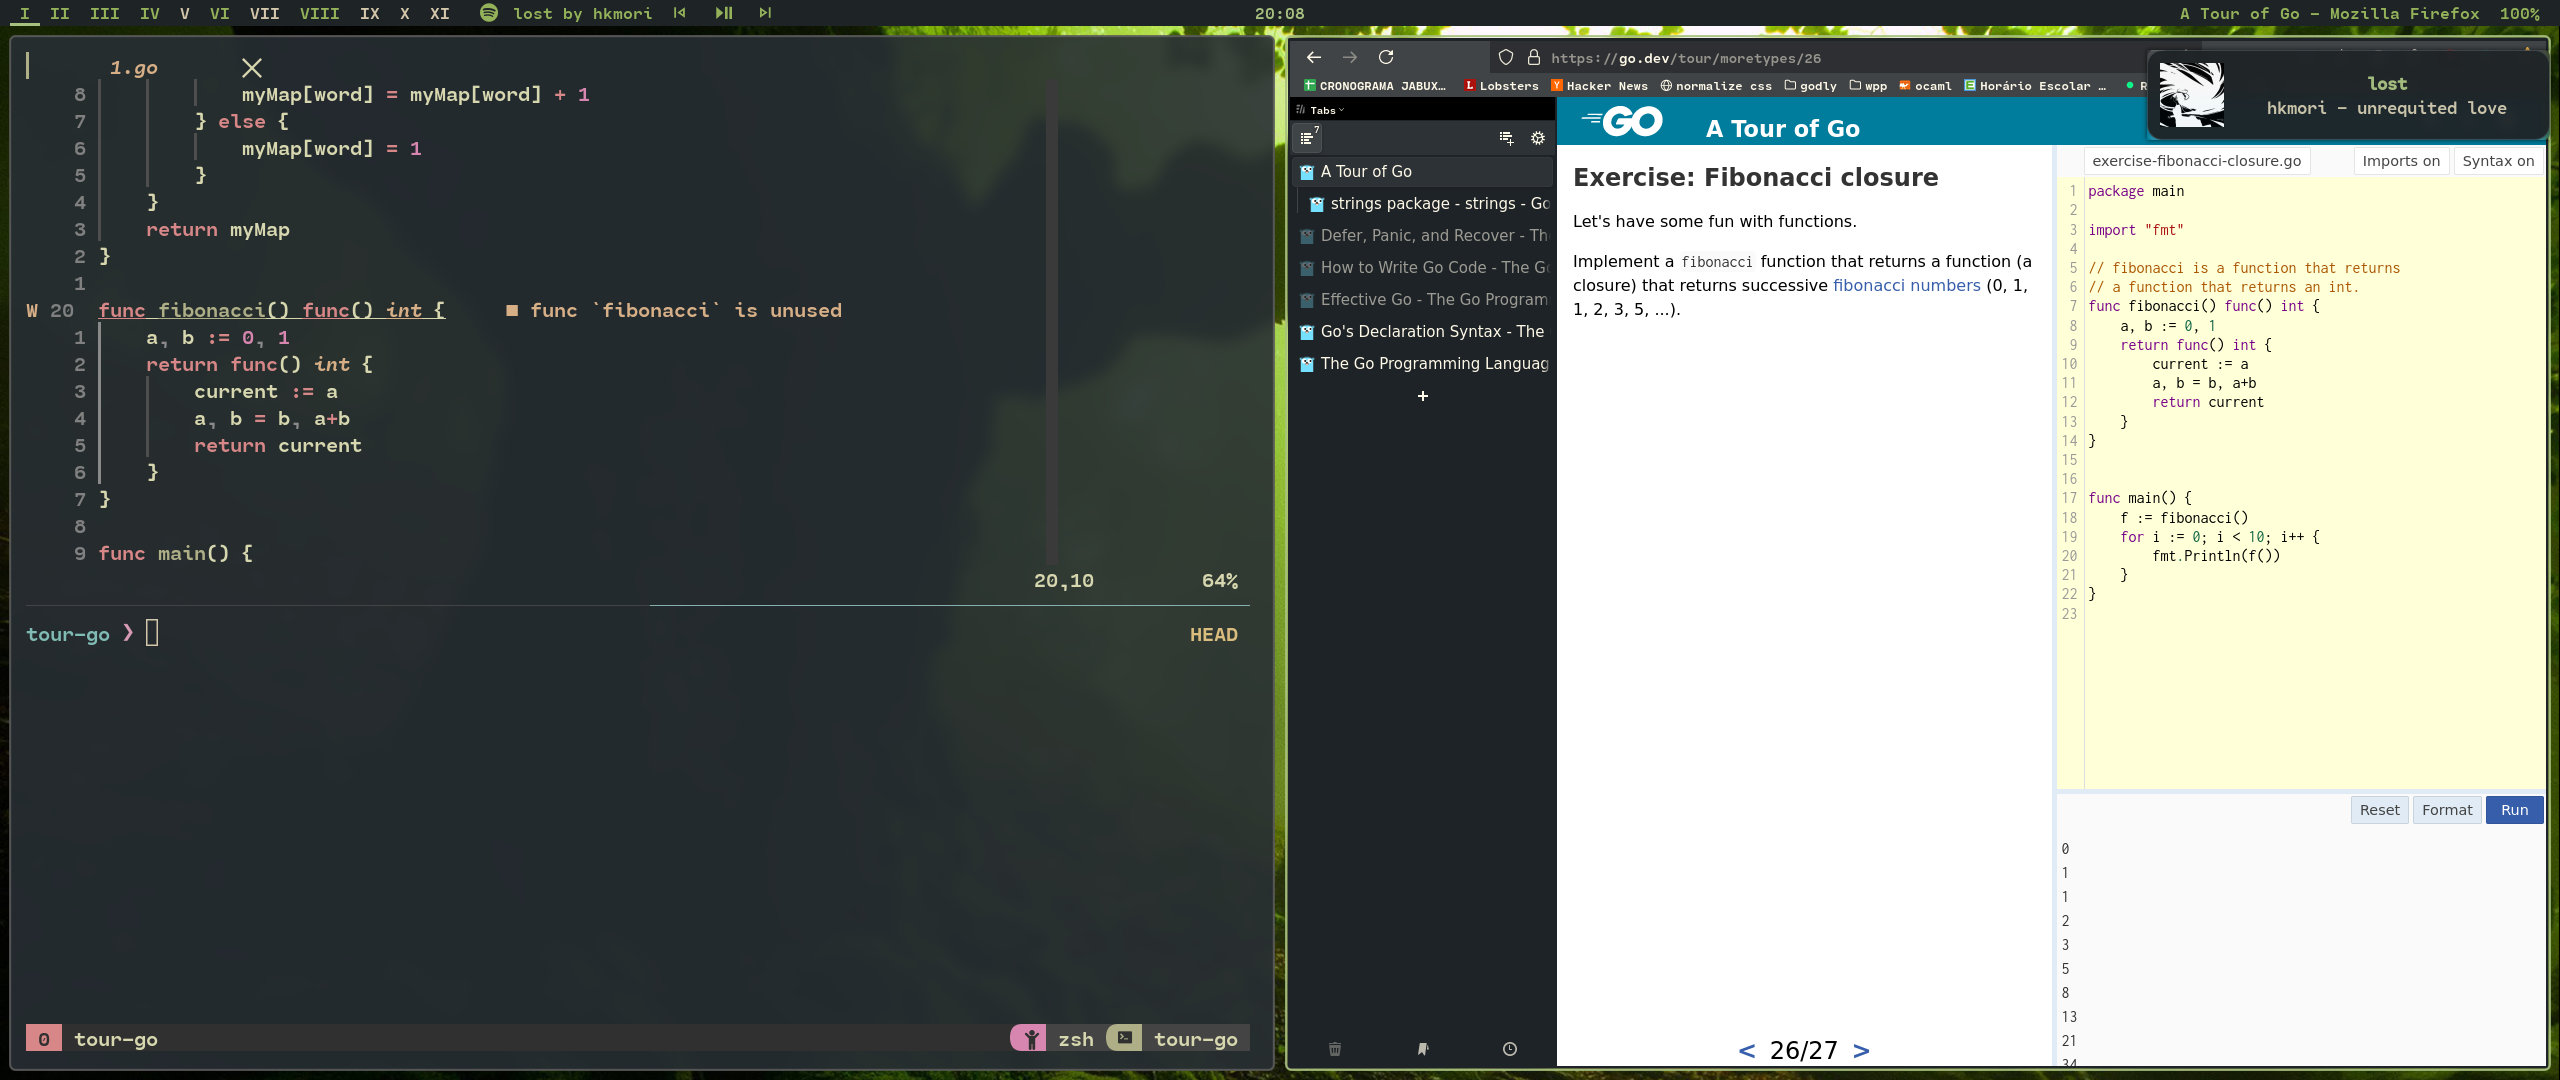 I II III IV V VI VII VIII IX X XI lost by hkmori
20:08
A Tour of Go - Mozilla Firefox 100%
1.go
8 myMap[word] = myMap[word] + 1
7 } else {
6 myMap[word] = 1
5 }
4 }
3 return myMap
2 }
1
W 20 func fibonacci() func() int { ■ func `fibonacci` is unused
1 a, b := 0, 1
2 return func() int {
3 current := a
4 a, b = b, a+b
5 return current
6 }
7 }
8
9 func main() {
20,10 64%
tour-go ❯ HEAD
0 tour-go zsh tour-go
https://go.dev/tour/moretypes/26
CRONOGRAMA JABUX… Lobsters Hacker News normalize css godly wpp ocaml Horário Escolar … R
lost
hkmori - unrequited love
Tabs
7
A Tour of Go
strings package - strings - Go
Defer, Panic, and Recover - The
How to Write Go Code - The Go
Effective Go - The Go Program
Go's Declaration Syntax - The
The Go Programming Languag
+
GO A Tour of Go
Exercise: Fibonacci closure
Let's have some fun with functions.
Implement a fibonacci function that returns a function (a
closure) that returns successive fibonacci numbers (0, 1,
1, 2, 3, 5, ...).
< 26/27 >
exercise-fibonacci-closure.go Imports on Syntax on
1 package main
2
3 import "fmt"
4
5 // fibonacci is a function that returns
6 // a function that returns an int.
7 func fibonacci() func() int {
8 a, b := 0, 1
9 return func() int {
10 current := a
11 a, b = b, a+b
12 return current
13 }
14 }
15
16
17 func main() {
18 f := fibonacci()
19 for i := 0; i < 10; i++ {
20 fmt.Println(f())
21 }
22 }
23
Reset Format Run
0
1
1
2
3
5
8
13
21
34